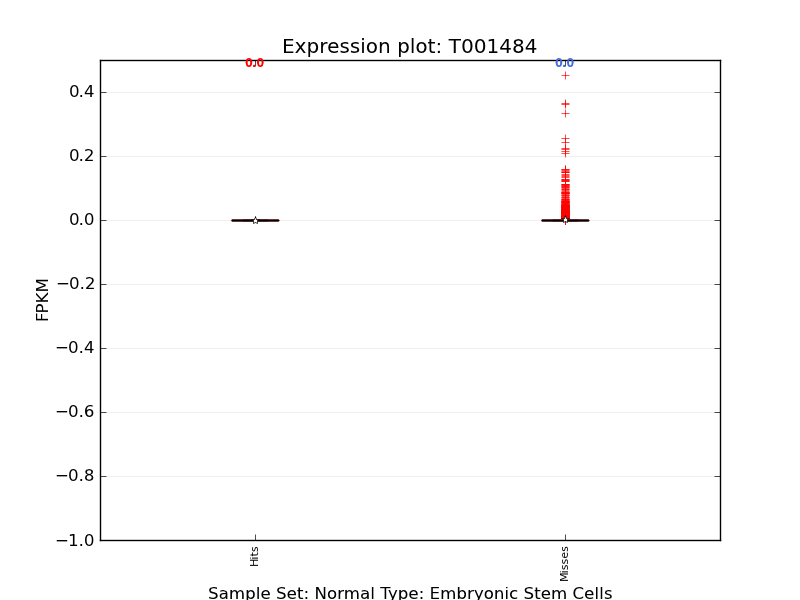 Expression plot: T001484
0.0
0.0
0.4
0.2
0.0
−0.2
−0.4
−0.6
−0.8
−1.0
FPKM
Hits
Misses
Sample Set: Normal Type: Embryonic Stem Cells